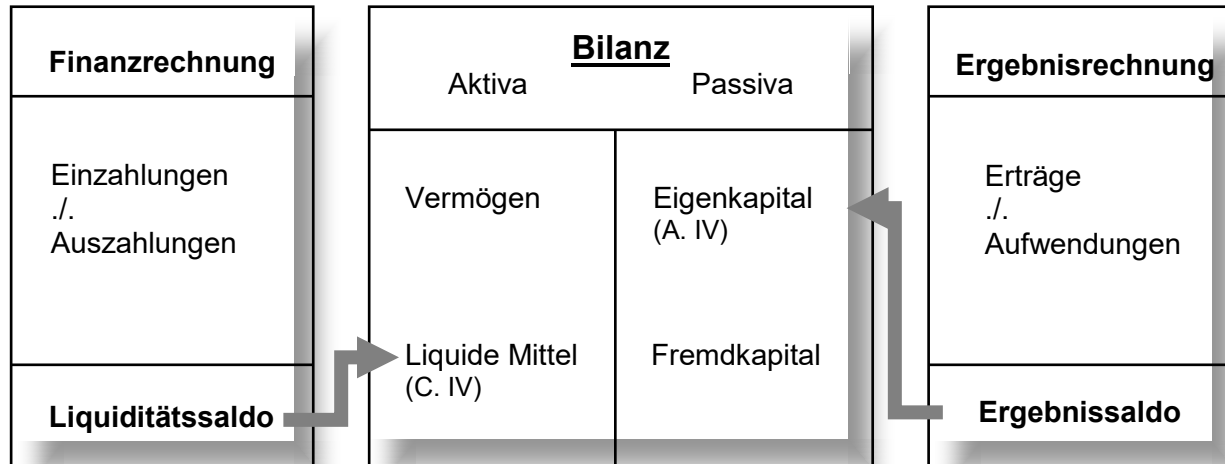 Finanzrechnung
Einzahlungen
./.
Auszahlungen
Liquiditätssaldo
Bilanz
Aktiva Passiva
Vermögen
Liquide Mittel
(C. IV)
Eigenkapital
(A. IV)
Fremdkapital
Ergebnisrechnung
Erträge
./.
Aufwendungen
Ergebnissaldo